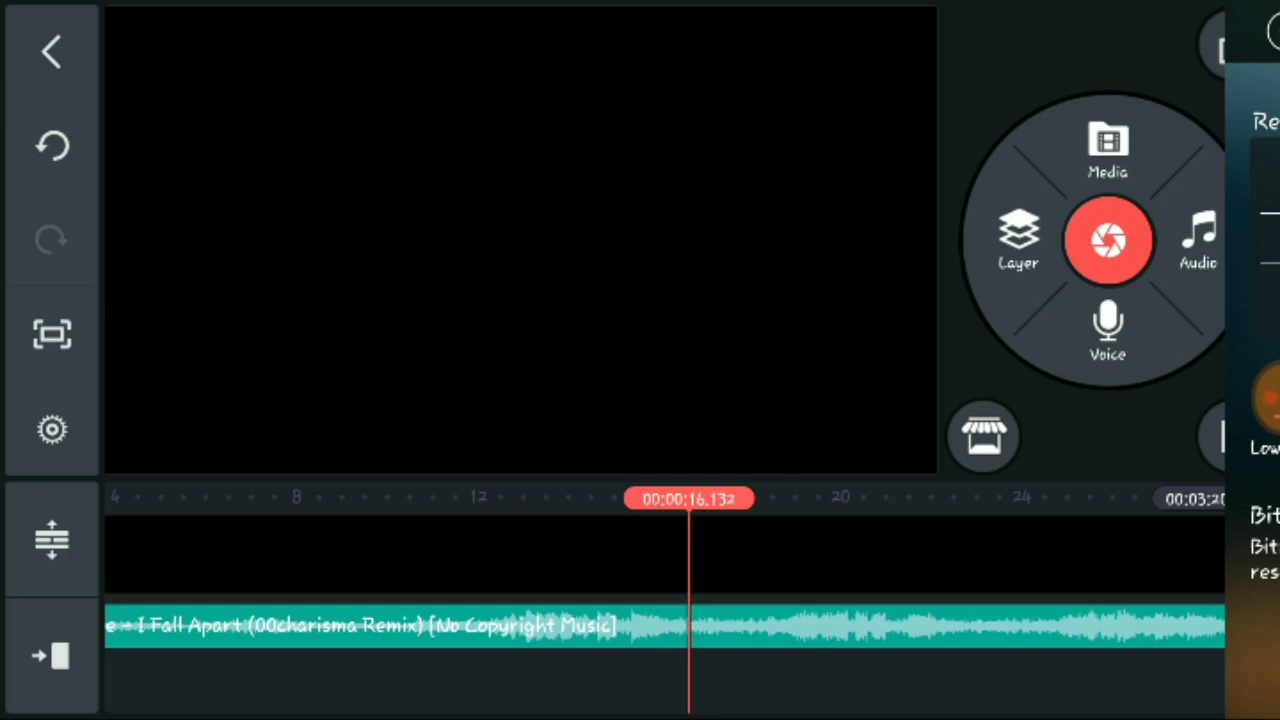 Media
Layer
Audio
Voice
4
8
12
00:00:16.132
20
24
00:03:20
e - I Fall Apart (00charisma Remix) [No Copyright Music]
Re
Low
Bit
Bit
res